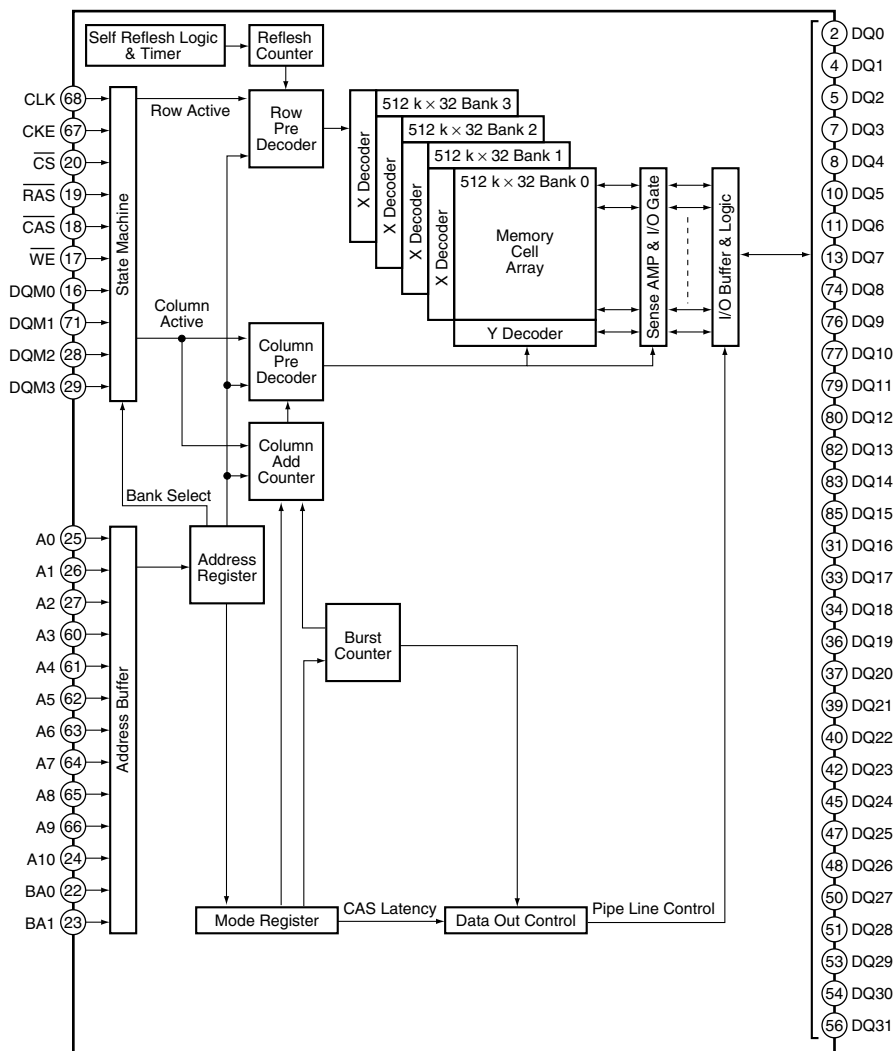 Self Reflesh Logic
& Timer
Reflesh
Counter
CLK 68
CKE 67
CS 20
RAS 19
CAS 18
WE 17
DQM0 16
DQM1 71
DQM2 28
DQM3 29
State Machine
Row Active
Row
Pre
Decoder
Column
Active
Column
Pre
Decoder
Column
Add
Counter
Bank Select
X Decoder
512 k × 32 Bank 3
X Decoder
512 k × 32 Bank 2
X Decoder
512 k × 32 Bank 1
X Decoder
512 k × 32 Bank 0
Memory
Cell
Array
Y Decoder
Sense AMP & I/O Gate
I/O Buffer & Logic
A0 25
A1 26
A2 27
A3 60
A4 61
A5 62
A6 63
A7 64
A8 65
A9 66
A10 24
BA0 22
BA1 23
Address Buffer
Address
Register
Burst
Counter
Mode Register
CAS Latency
Data Out Control
Pipe Line Control
2 DQ0
4 DQ1
5 DQ2
7 DQ3
8 DQ4
10 DQ5
11 DQ6
13 DQ7
74 DQ8
76 DQ9
77 DQ10
79 DQ11
80 DQ12
82 DQ13
83 DQ14
85 DQ15
31 DQ16
33 DQ17
34 DQ18
36 DQ19
37 DQ20
39 DQ21
40 DQ22
42 DQ23
45 DQ24
47 DQ25
48 DQ26
50 DQ27
51 DQ28
53 DQ29
54 DQ30
56 DQ31